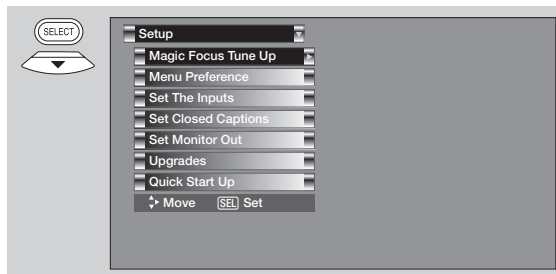 SELECT
Setup
Magic Focus Tune Up
Menu Preference
Set The Inputs
Set Closed Captions
Set Monitor Out
Upgrades
Quick Start Up
Move SEL Set